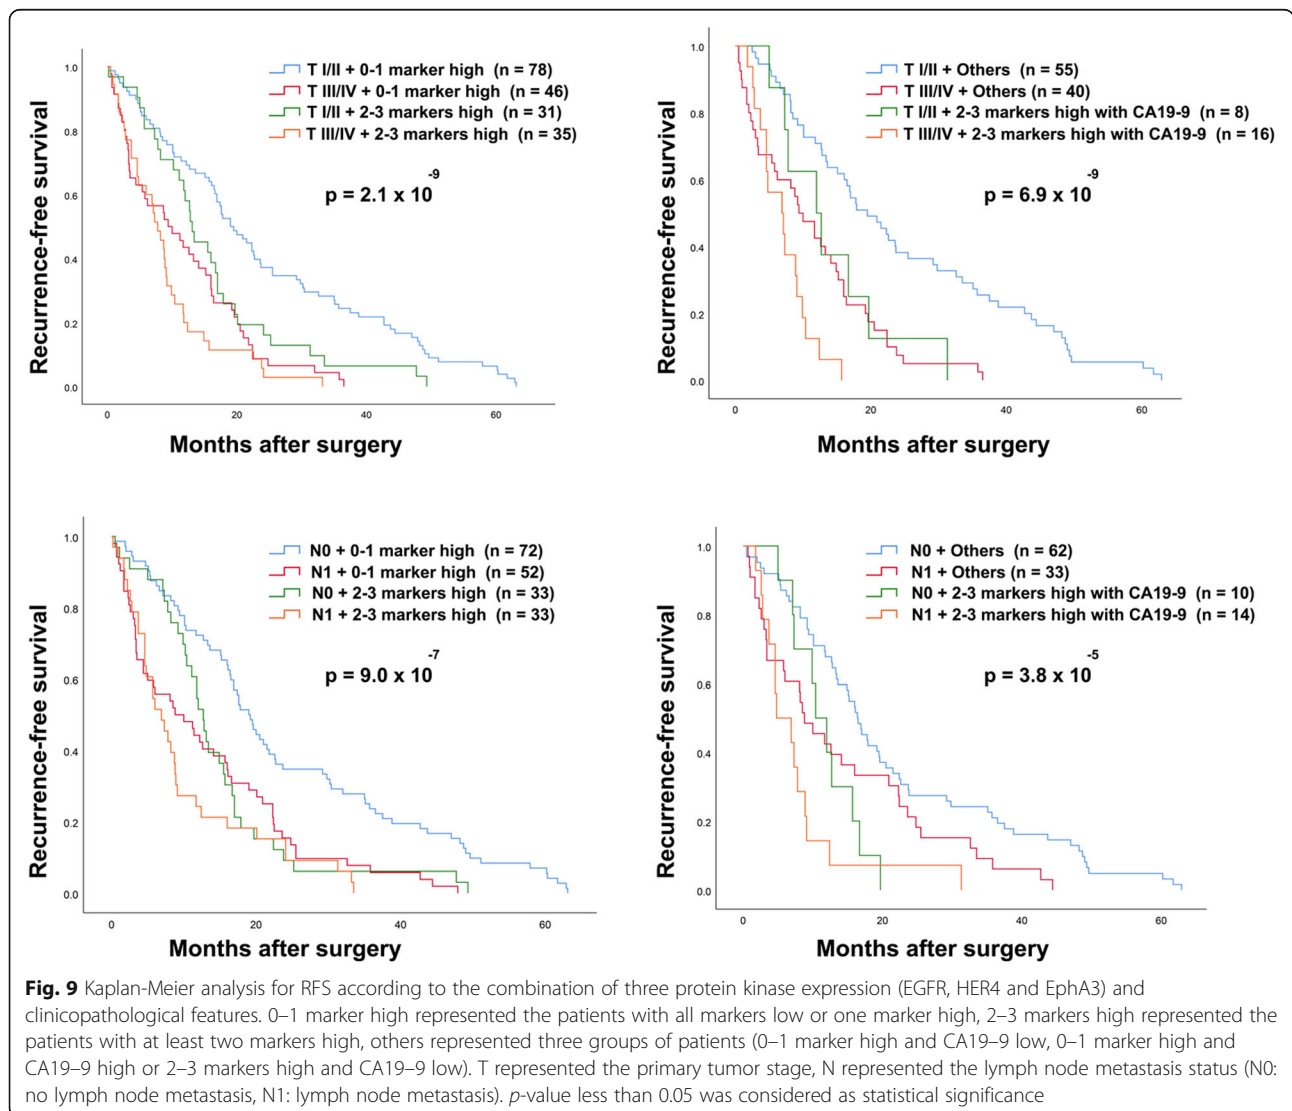 T I/II + 0-1 marker high (n = 78)
T III/IV + 0-1 marker high (n = 46)
T I/II + 2-3 markers high (n = 31)
T III/IV + 2-3 markers high (n = 35)
p = 2.1 x 10-9
Recurrence-free survival
1.0
0.8
0.6
0.4
0.2
0.0
0 20 40 60
Months after surgery
T I/II + Others (n = 55)
T III/IV + Others (n = 40)
T I/II + 2-3 markers high with CA19-9 (n = 8)
T III/IV + 2-3 markers high with CA19-9 (n = 16)
p = 6.9 x 10-9
Recurrence-free survival
1.0
0.8
0.6
0.4
0.2
0.0
0 20 40 60
Months after surgery
N0 + 0-1 marker high (n = 72)
N1 + 0-1 marker high (n = 52)
N0 + 2-3 markers high (n = 33)
N1 + 2-3 markers high (n = 33)
p = 9.0 x 10-7
Recurrence-free survival
1.0
0.8
0.6
0.4
0.2
0.0
0 20 40 60
Months after surgery
N0 + Others (n = 62)
N1 + Others (n = 33)
N0 + 2-3 markers high with CA19-9 (n = 10)
N1 + 2-3 markers high with CA19-9 (n = 14)
p = 3.8 x 10-5
Recurrence-free survival
1.0
0.8
0.6
0.4
0.2
0.0
0 20 40 60
Months after surgery
Fig. 9 Kaplan-Meier analysis for RFS according to the combination of three protein kinase expression (EGFR, HER4 and EphA3) and
clinicopathological features. 0–1 marker high represented the patients with all markers low or one marker high, 2–3 markers high represented the
patients with at least two markers high, others represented three groups of patients (0–1 marker high and CA19–9 low, 0–1 marker high and
CA19–9 high or 2–3 markers high and CA19–9 low). T represented the primary tumor stage, N represented the lymph node metastasis status (N0:
no lymph node metastasis, N1: lymph node metastasis). p-value less than 0.05 was considered as statistical significance